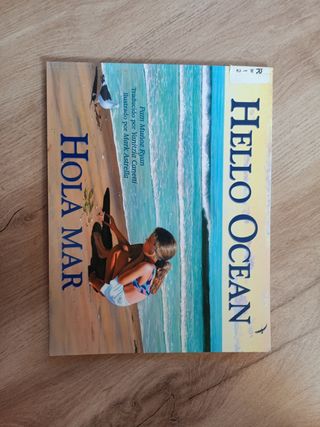 HELLO OCEAN
HOLA MAR
Pam Muñoz Ryan
Traducido por Yanitzia Canetti
ilustrado por Mark Astrella
R